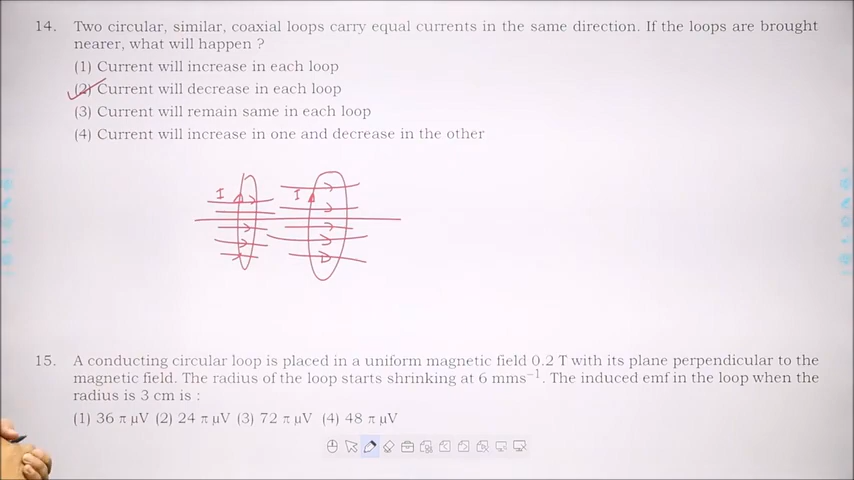 14. Two circular, similar, coaxial loops carry equal currents in the same direction. If the loops are brought
nearer, what will happen ?
(1) Current will increase in each loop
(2) Current will decrease in each loop
(3) Current will remain same in each loop
(4) Current will increase in one and decrease in the other
I I
15. A conducting circular loop is placed in a uniform magnetic field 0.2 T with its plane perpendicular to the
magnetic field. The radius of the loop starts shrinking at 6 mms⁻¹. The induced emf in the loop when the
radius is 3 cm is :
(1) 36 π μV (2) 24 π μV (3) 72 π μV (4) 48 π μV